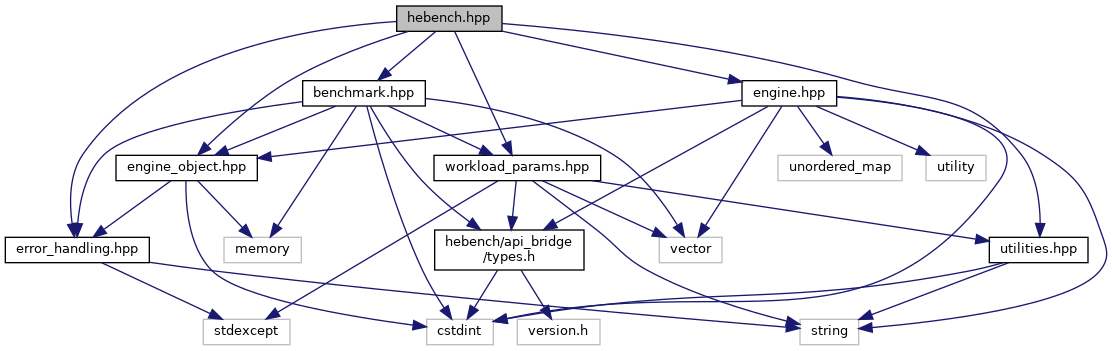 hebench.hpp
benchmark.hpp
engine.hpp
engine_object.hpp
workload_params.hpp
unordered_map
utility
error_handling.hpp
memory
hebench/api_bridge
/types.h
vector
utilities.hpp
stdexcept
cstdint
version.h
string